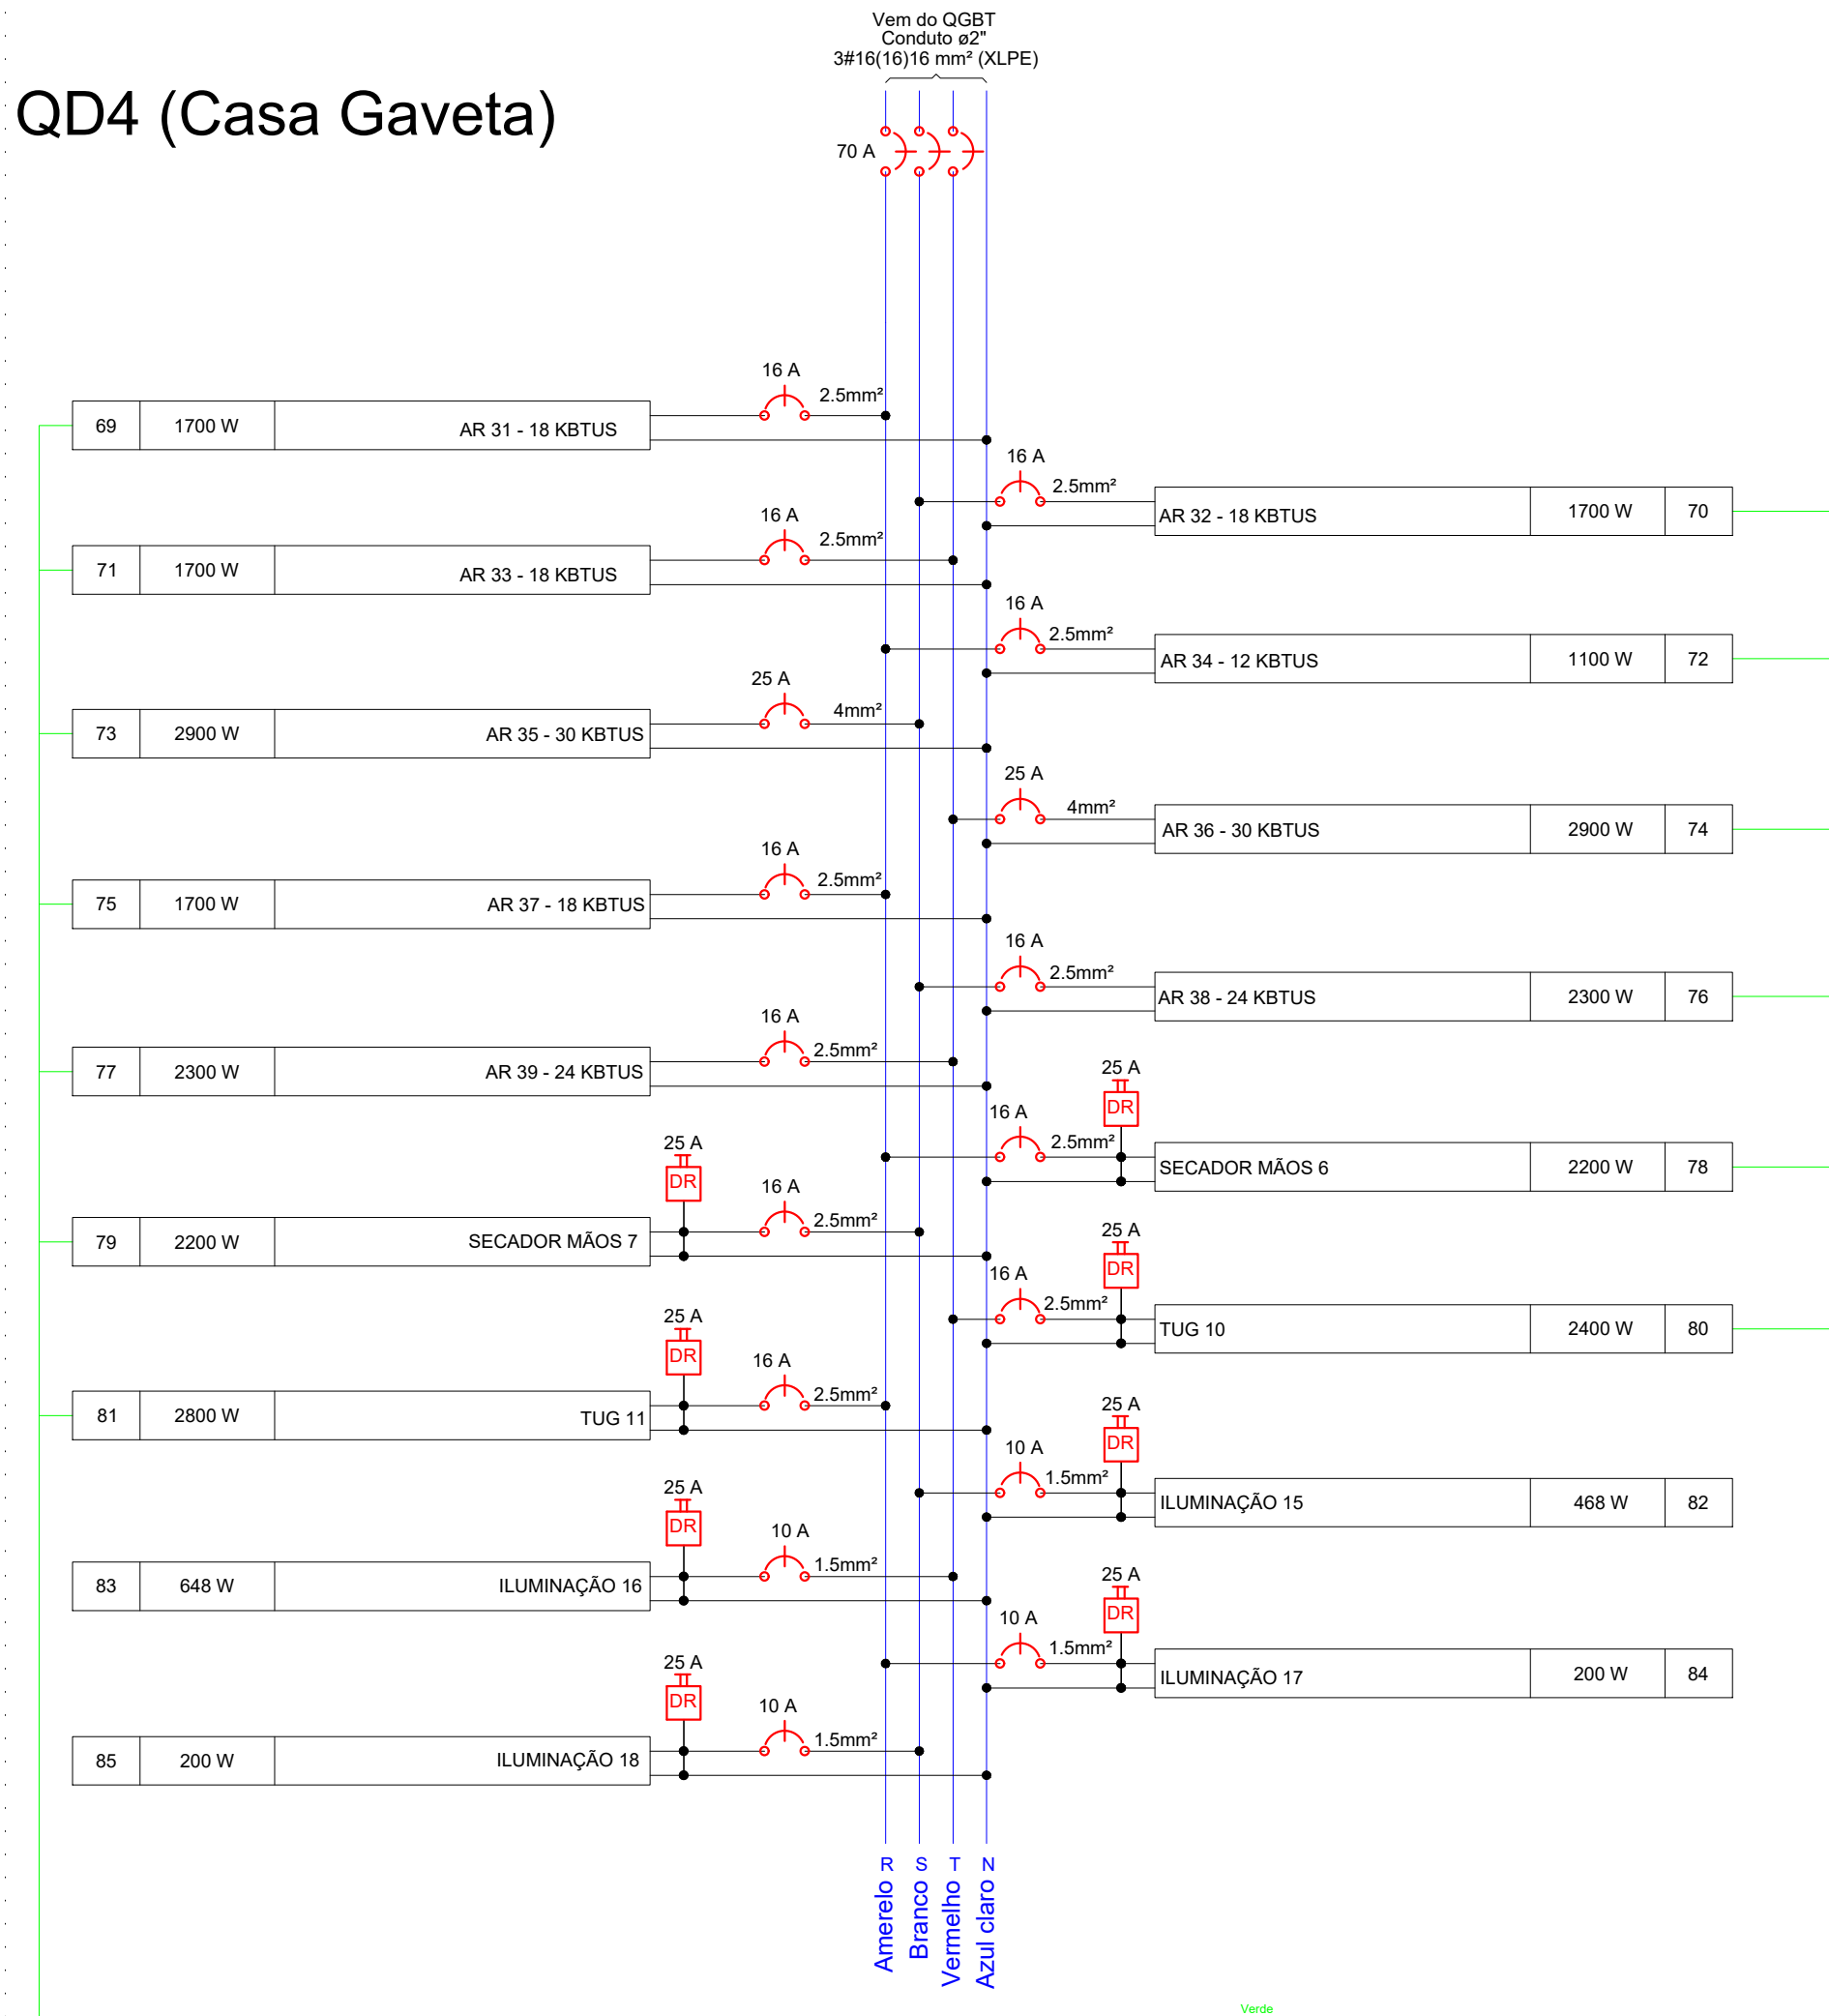 Vem do QGBT
Conduto ø2"
3#16(16)16 mm² (XLPE)
QD4 (Casa Gaveta)
70 A
16 A
2.5mm²
69 1700 W AR 31 - 18 KBTUS
16 A
2.5mm²
AR 32 - 18 KBTUS 1700 W 70
16 A
2.5mm²
71 1700 W AR 33 - 18 KBTUS
16 A
2.5mm²
AR 34 - 12 KBTUS 1100 W 72
25 A
4mm²
73 2900 W AR 35 - 30 KBTUS
25 A
4mm²
AR 36 - 30 KBTUS 2900 W 74
16 A
2.5mm²
75 1700 W AR 37 - 18 KBTUS
16 A
2.5mm²
AR 38 - 24 KBTUS 2300 W 76
16 A
2.5mm²
77 2300 W AR 39 - 24 KBTUS
25 A
DR
16 A
2.5mm²
SECADOR MÃOS 6 2200 W 78
25 A
DR
16 A
2.5mm²
79 2200 W SECADOR MÃOS 7
25 A
DR
16 A
2.5mm²
TUG 10 2400 W 80
25 A
DR
16 A
2.5mm²
81 2800 W TUG 11
25 A
DR
10 A
1.5mm²
ILUMINAÇÃO 15 468 W 82
25 A
DR
10 A
1.5mm²
83 648 W ILUMINAÇÃO 16
25 A
DR
10 A
1.5mm²
ILUMINAÇÃO 17 200 W 84
25 A
DR
10 A
1.5mm²
85 200 W ILUMINAÇÃO 18
R S T N
Amerelo
Branco
Vermelho
Azul claro
Verde